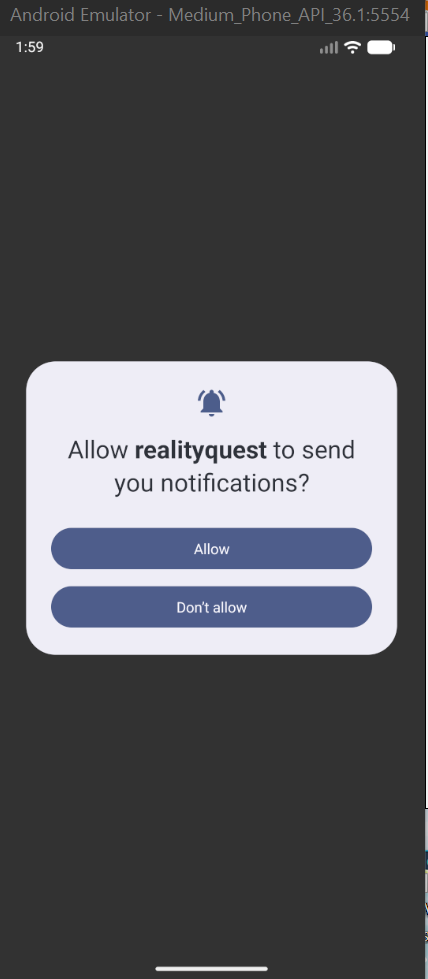 Android Emulator - Medium_Phone_API_36.1:5554
1:59
Allow realityquest to send
you notifications?
Allow
Don't allow